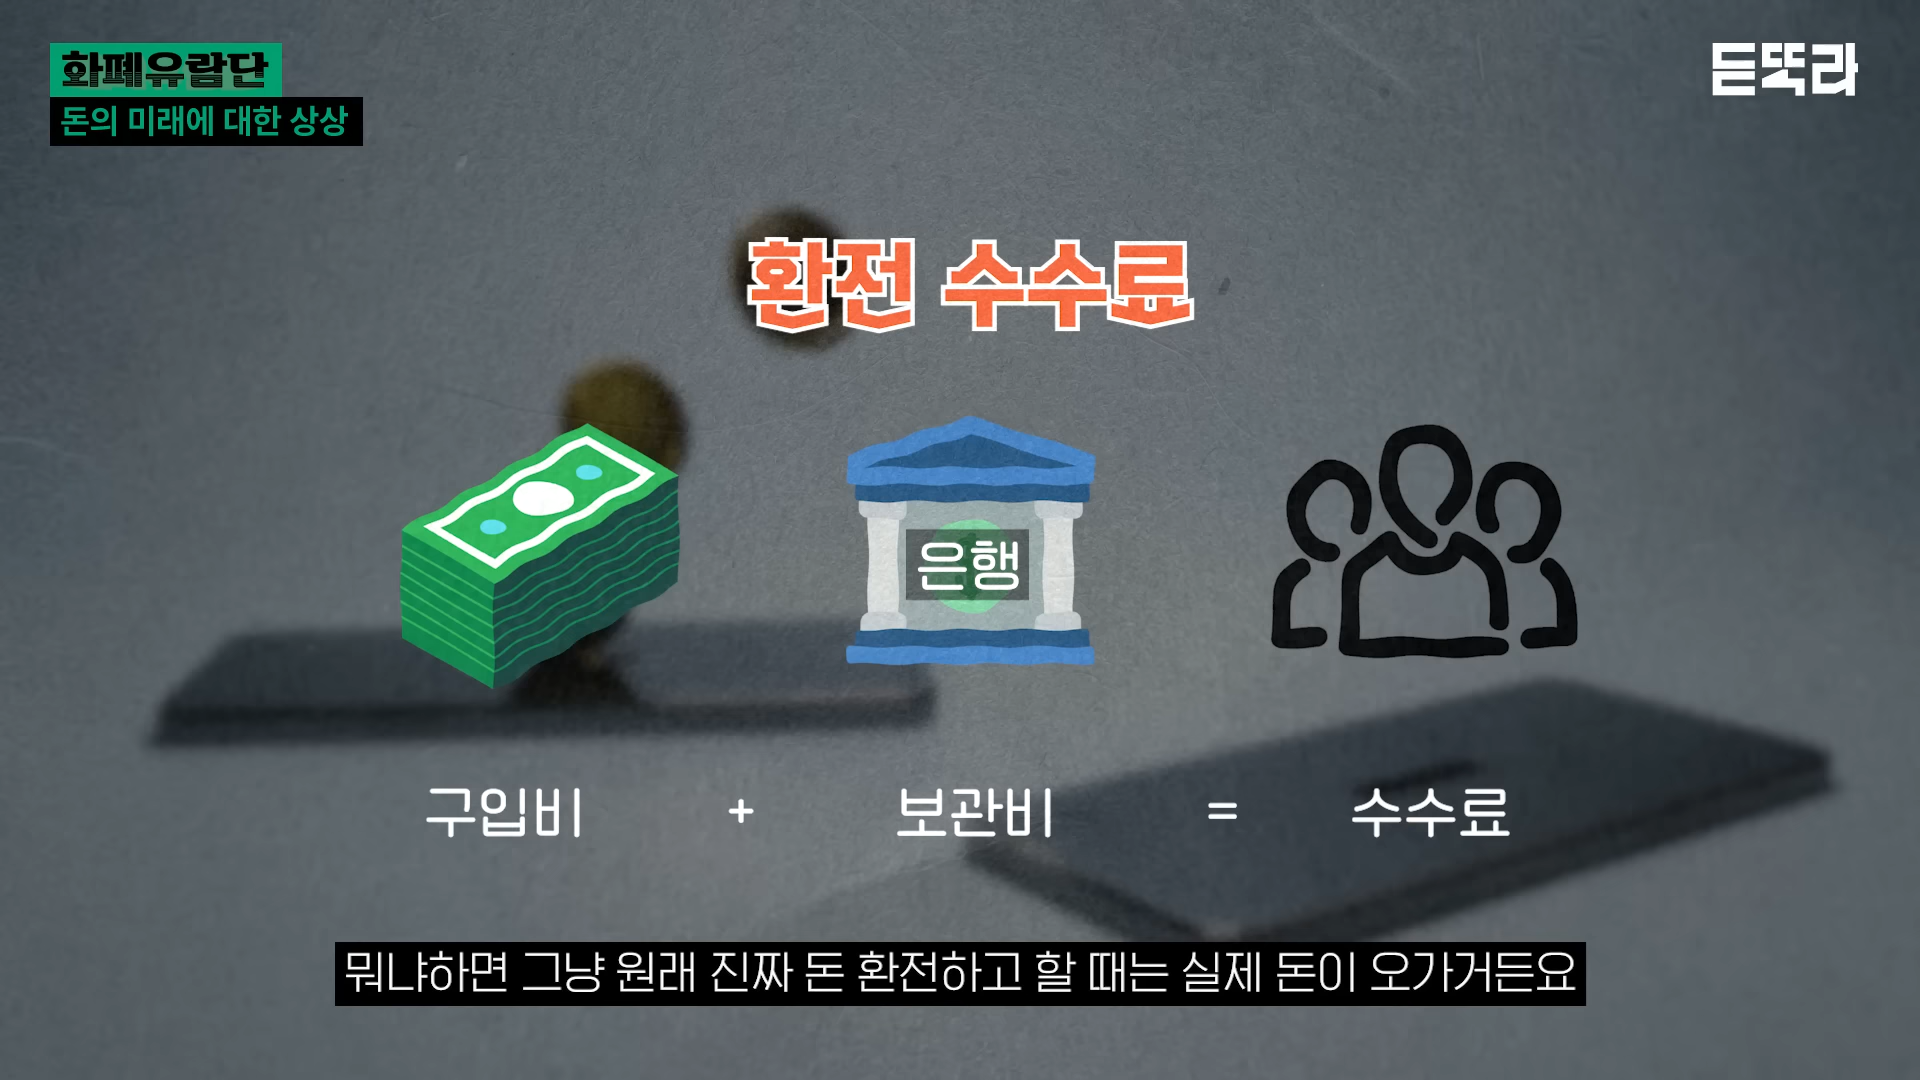 화폐유람단
돈의 미래에 대한 상상
듣똑라
환전 수수료
은행
구입비 + 보관비 = 수수료
뭐냐하면 그냥 원래 진짜 돈 환전하고 할 때는 실제 돈이 오가거든요